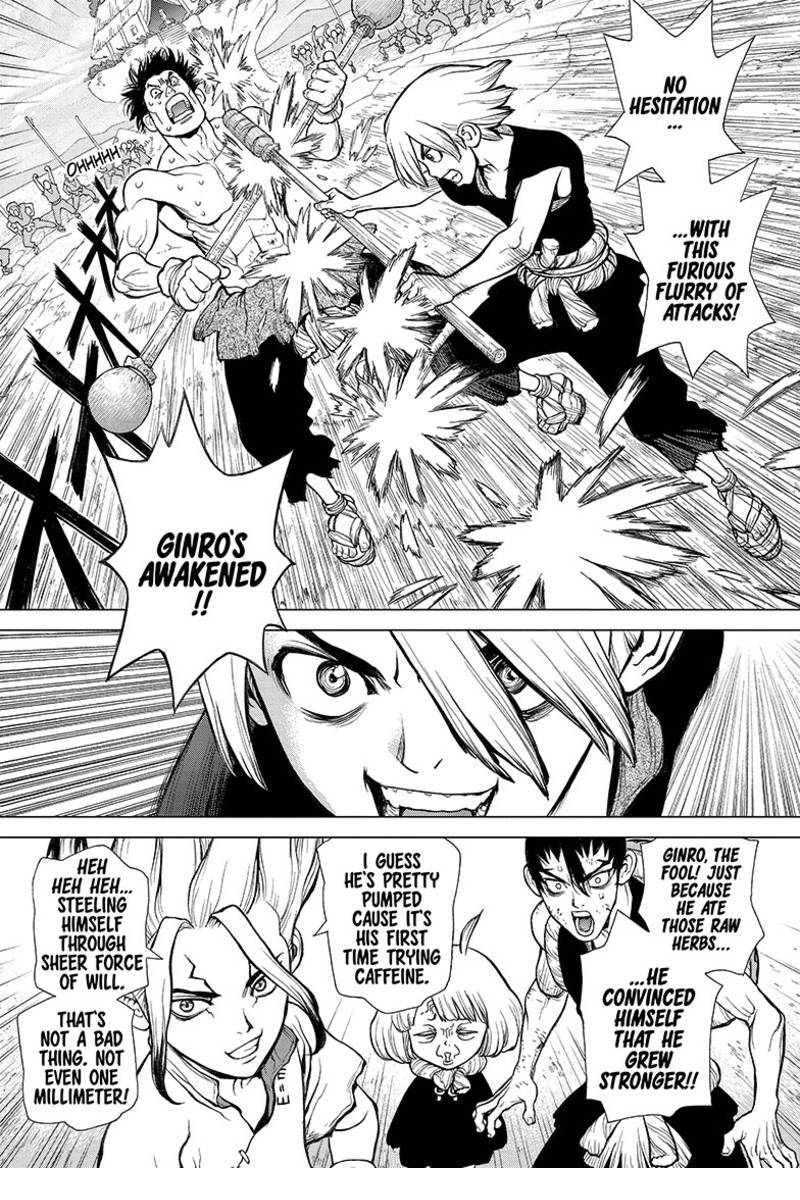 NO
HESITATION
...
...WITH
THIS
FURIOUS
FLURRY OF
ATTACKS!
OHHHHH
GINRO'S
AWAKENED
!!
GINRO, THE
FOOL! JUST
BECAUSE
HE ATE
THOSE RAW
HERBS...
...HE
CONVINCED
HIMSELF
THAT HE
GREW
STRONGER!!
I GUESS
HE'S PRETTY
PUMPED
CAUSE IT'S
HIS FIRST
TIME TRYING
CAFFEINE.
HEH
HEH HEH...
STEELING
HIMSELF
THROUGH
SHEER FORCE
OF WILL.
THAT'S
NOT A BAD
THING. NOT
EVEN ONE
MILLIMETER!